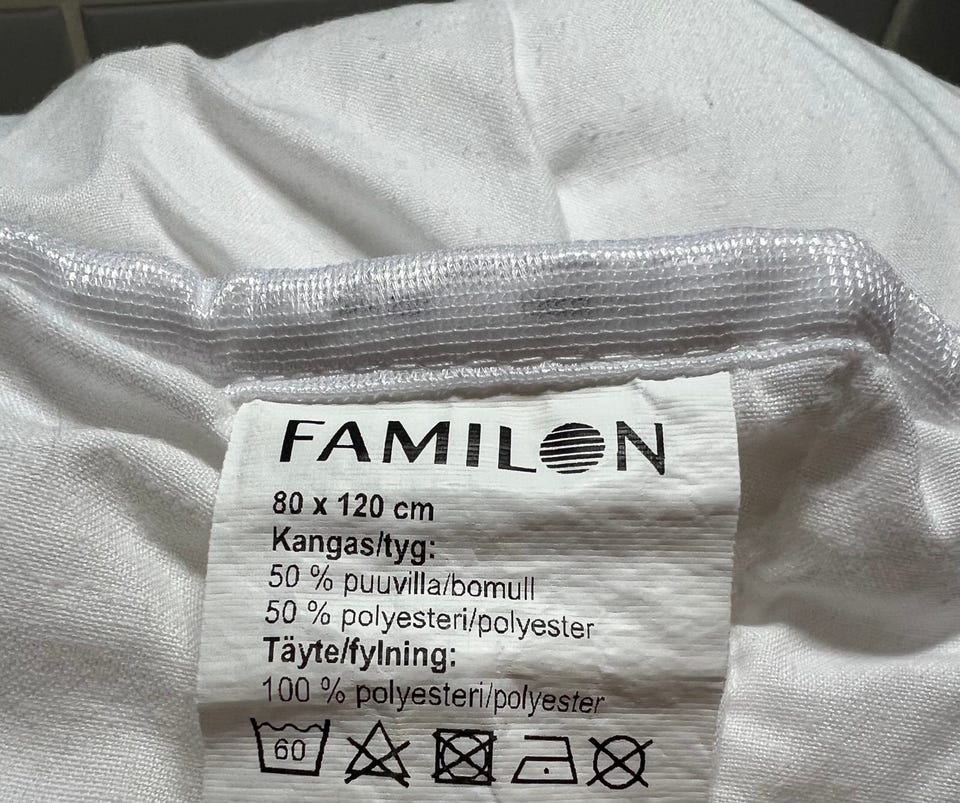 FAMILON
80 x 120 cm
Kangas/tyg:
50 % puuvilla/bomull
50 % polyesteri/polyester
Täyte/fylning:
100 % polyesteri/polyester
60